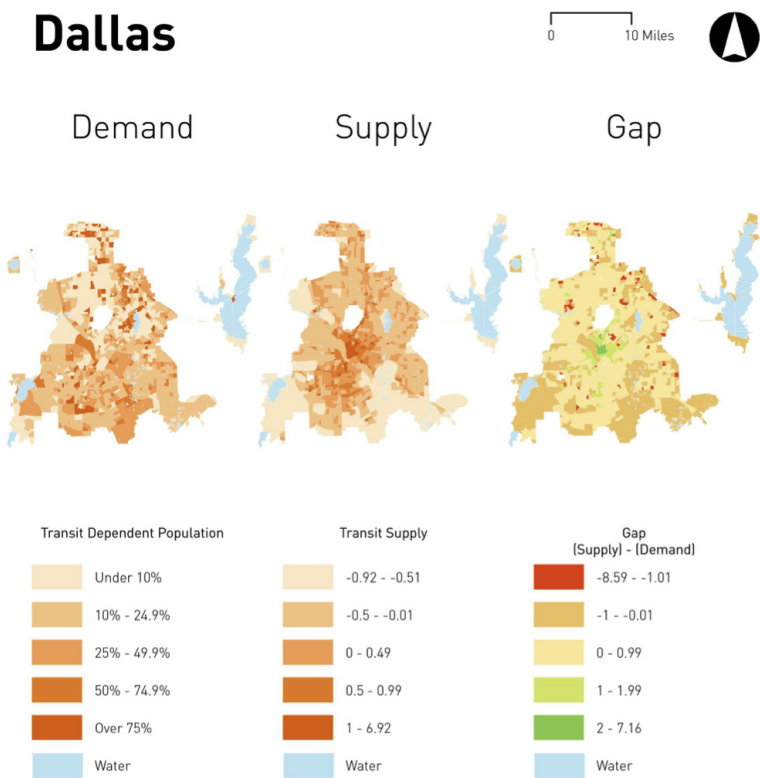 Dallas
0 10 Miles
Demand Supply Gap
Transit Dependent Population
Under 10%
10% - 24.9%
25% - 49.9%
50% - 74.9%
Over 75%
Water
Transit Supply
-0.92 - -0.51
-0.5 - -0.01
0 - 0.49
0.5 - 0.99
1 - 6.92
Water
Gap
(Supply) - (Demand)
-8.59 - -1.01
-1 - -0.01
0 - 0.99
1 - 1.99
2 - 7.16
Water